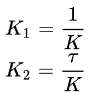 K₁ = 1/K
K₂ = τ/K